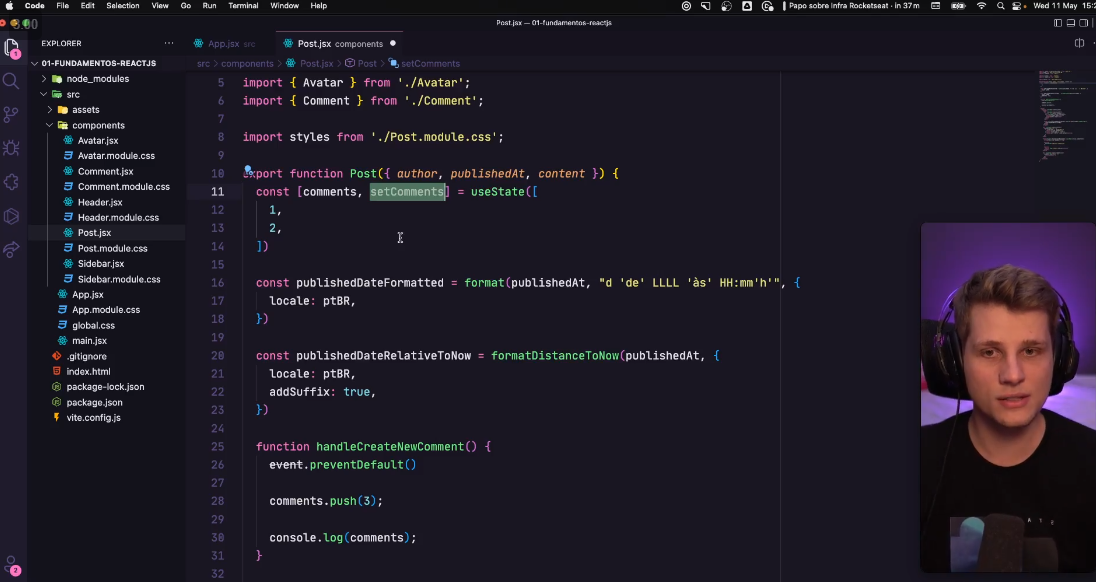 Code File Edit Selection View Go Run Terminal Window Help
Papo sobre Infra Rocketseat • in 37 m
Wed 11 May
Post.jsx — 01-fundamentos-reactjs
EXPLORER
App.jsx src
Post.jsx components
src > components > Post.jsx > Post > setComments
01-FUNDAMENTOS-REACTJS
node_modules
src
assets
components
Avatar.jsx
Avatar.module.css
Comment.jsx
Comment.module.css
Header.jsx
Header.module.css
Post.jsx
Post.module.css
Sidebar.jsx
Sidebar.module.css
App.jsx
App.module.css
global.css
main.jsx
.gitignore
index.html
package-lock.json
package.json
vite.config.js
1
1
5 import { Avatar } from './Avatar';
6 import { Comment } from './Comment';
7
8 import styles from './Post.module.css';
9
10 export function Post({ author, publishedAt, content }) {
11 const [comments, setComments] = useState([
12 1,
13 2,
14 ])
15
16 const publishedDateFormatted = format(publishedAt, "d 'de' LLLL 'às' HH:mm'h'", {
17 locale: ptBR,
18 })
19
20 const publishedDateRelativeToNow = formatDistanceToNow(publishedAt, {
21 locale: ptBR,
22 addSuffix: true,
23 })
24
25 function handleCreateNewComment() {
26 event.preventDefault()
27
28 comments.push(3);
29
30 console.log(comments);
31 }
32